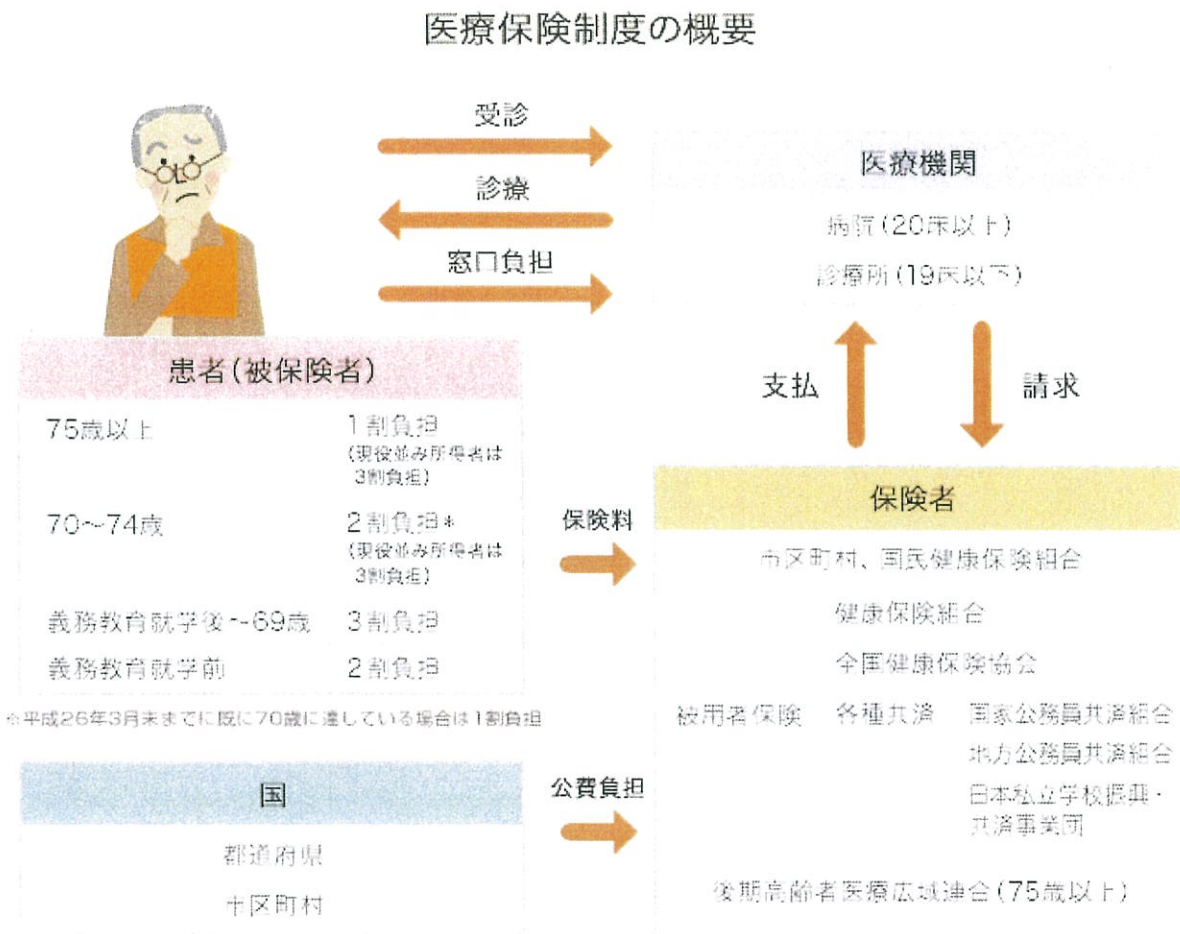 医療保険制度の概要
受診
診療
窓口負担
医療機関
病院(20床以上)
診療所(19床以下)
支払
請求
患者(被保険者)
75歳以上 1割負担
(現役並み所得者は
3割負担)
70〜74歳 2割負担*
(現役並み所得者は
3割負担)
義務教育就学後〜69歳 3割負担
義務教育就学前 2割負担
※平成26年3月末までに既に70歳に達している場合は1割負担
保険料
保険者
市区町村、国民健康保険組合
健康保険組合
全国健康保険協会
被用者保険 各種共済 国家公務員共済組合
地方公務員共済組合
日本私立学校振興・
共済事業団
後期高齢者医療広域連合(75歳以上)
国
都道府県
市区町村
公費負担